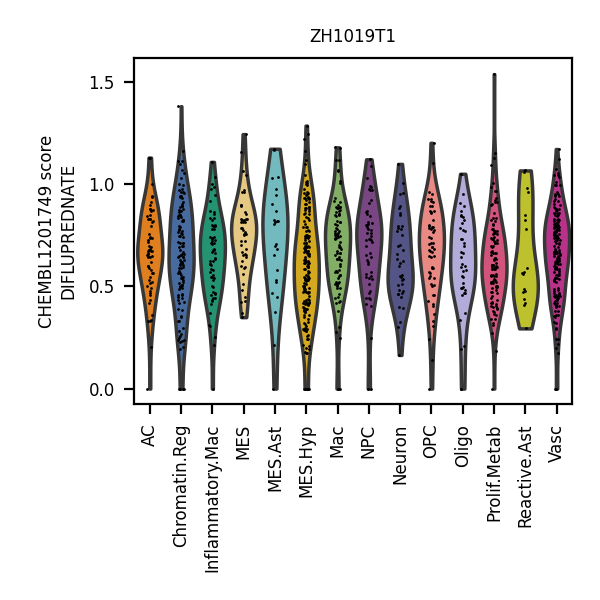 ZH1019T1
CHEMBL1201749 score
DIFLUPREDNATE
1.5
1.0
0.5
0.0
AC
Chromatin.Reg
Inflammatory.Mac
MES
MES.Ast
MES.Hyp
Mac
NPC
Neuron
OPC
Oligo
Prolif.Metab
Reactive.Ast
Vasc